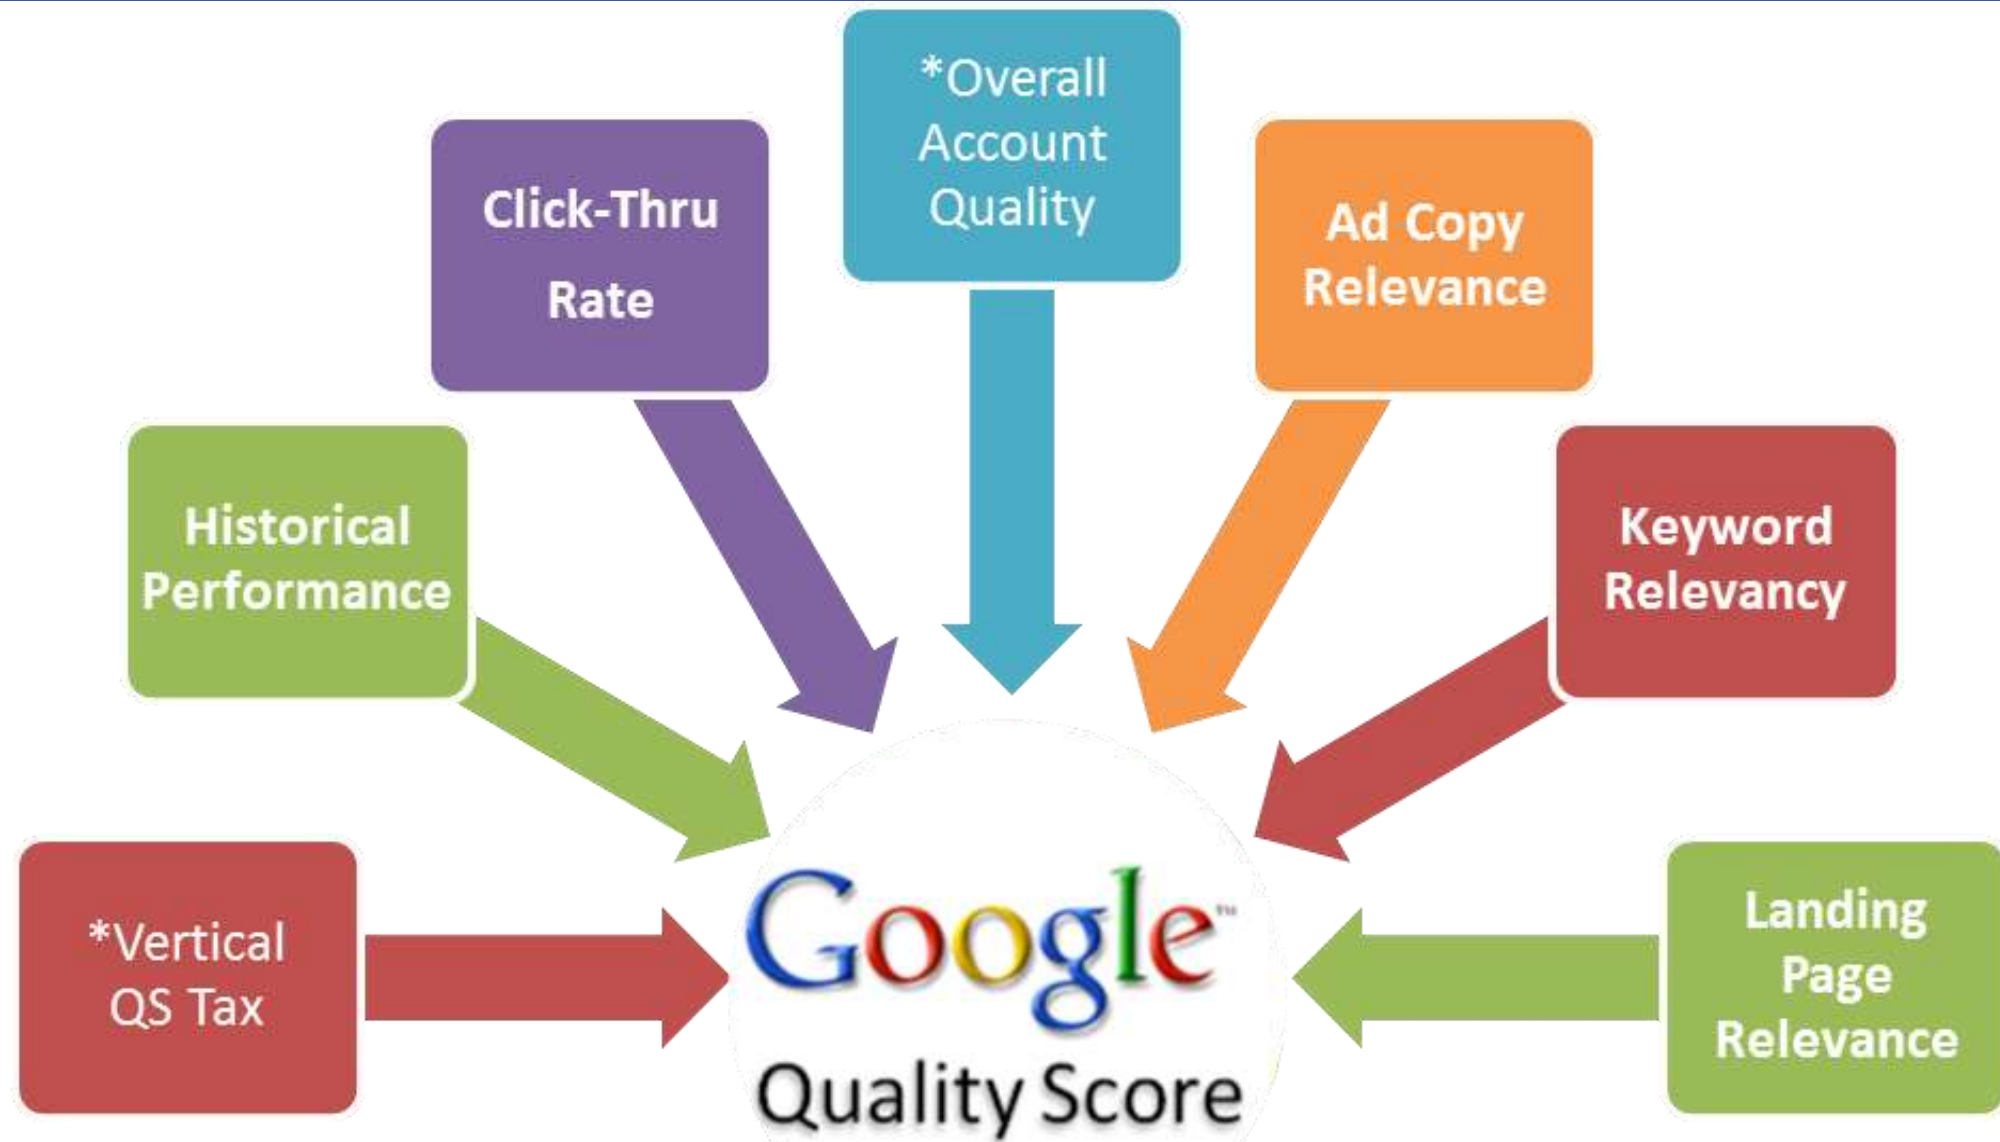 *Overall
Account
Quality
Click-Thru
Rate
Ad Copy
Relevance
Historical
Performance
Keyword
Relevancy
*Vertical
QS Tax
Landing
Page
Relevance
Google™
Quality Score